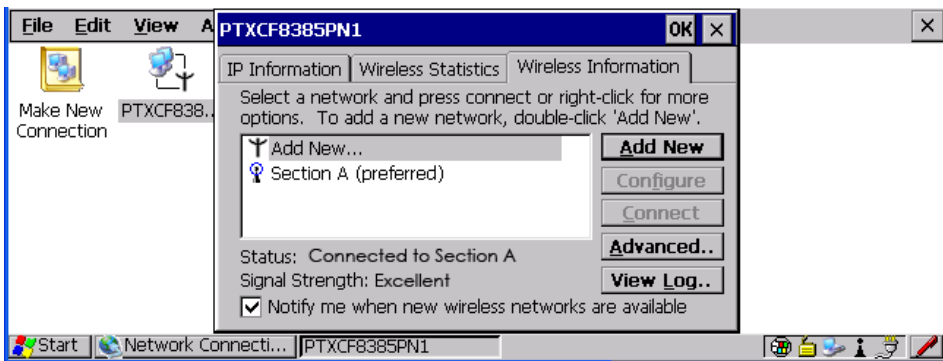 File Edit View A
PTXCF8385PN1 OK ×
IP Information Wireless Statistics Wireless Information
Select a network and press connect or right-click for more
options. To add a new network, double-click 'Add New'.
Make New
Connection
PTXCF838..
Add New...
Section A (preferred)
Add New
Configure
Connect
Advanced..
View Log..
Status: Connected to Section A
Signal Strength: Excellent
Notify me when new wireless networks are available
Start Network Connecti... PTXCF8385PN1